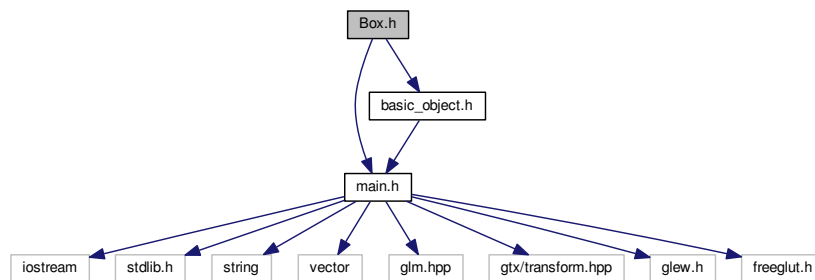 Box.h
basic_object.h
main.h
iostream
stdlib.h
string
vector
glm.hpp
gtx/transform.hpp
glew.h
freeglut.h